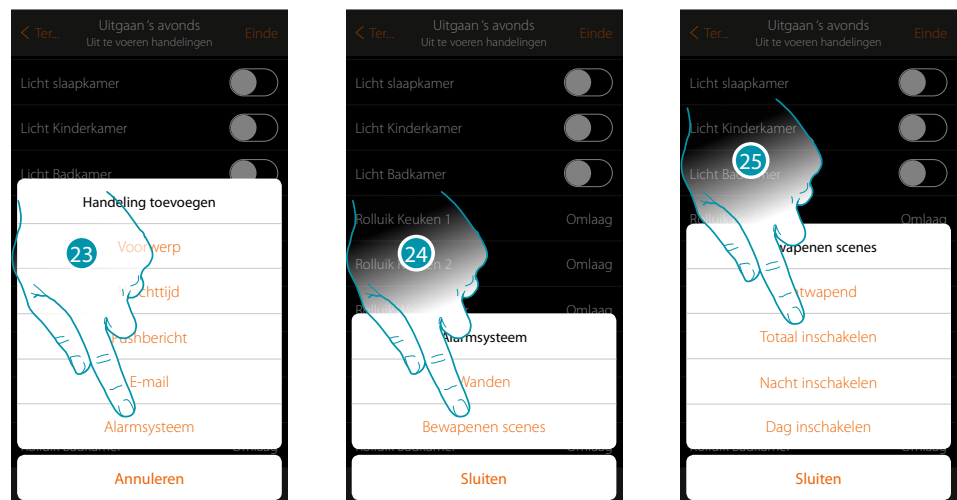 Uitgaan 's avonds
< Ter... Uit te voeren handelingen Einde
Licht slaapkamer
Licht Kinderkamer
Licht Badkamer
Handeling toevoegen
23
Alarmsysteem
E-mail
Annuleren
Uitgaan 's avonds
< Ter... Uit te voeren handelingen Einde
Licht slaapkamer
Licht Kinderkamer
Licht Badkamer
Rolluik Keuken 1 Omlaag
24
Omlaag
Omlaag
Alarmsysteem
Wanden
Bewapenen scenes
Sluiten
Uitgaan 's avonds
< Ter... Uit te voeren handelingen Einde
Licht slaapkamer
Licht Kinderkamer
25
Omlaag
scenes
Totaal inschakelen
Nacht inschakelen
Dag inschakelen
Sluiten